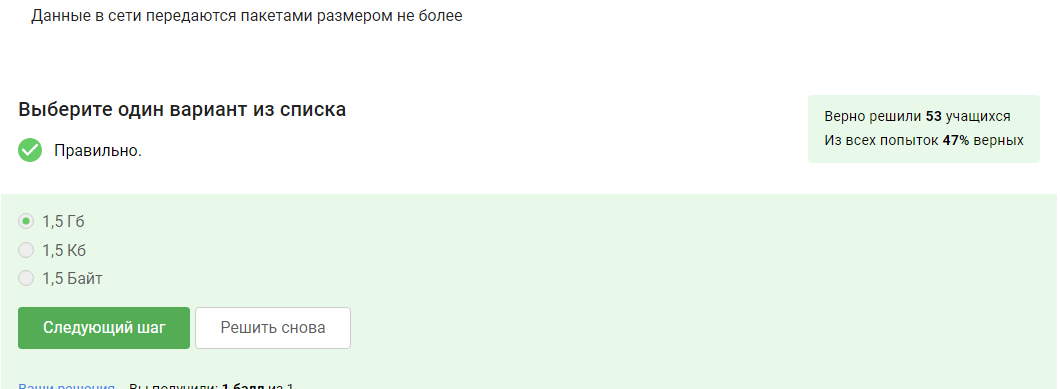 Данные в сети передаются пакетами размером не более
Выберите один вариант из списка
Правильно.
Верно решили 53 учащихся
Из всех попыток 47% верных
1,5 Гб
1,5 Кб
1,5 Байт
Следующий шаг
Решить снова
Ваши решения Вы получили: 1 балл из 1